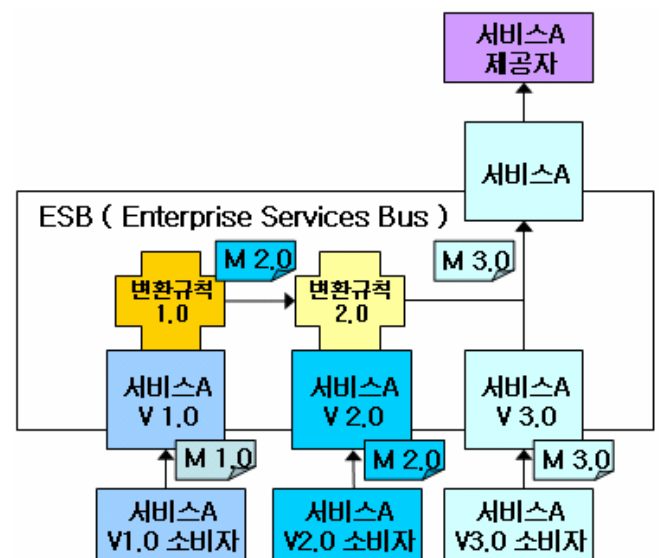 서비스A
제공자
서비스A
ESB ( Enterprise Services Bus )
M 2.0
M 3.0
변환규칙
1.0
변환규칙
2.0
서비스A
V 1.0
서비스A
V 2.0
서비스A
V 3.0
M 1.0
M 2.0
M 3.0
서비스A
V1.0 소비자
서비스A
V2.0 소비자
서비스A
V3.0 소비자